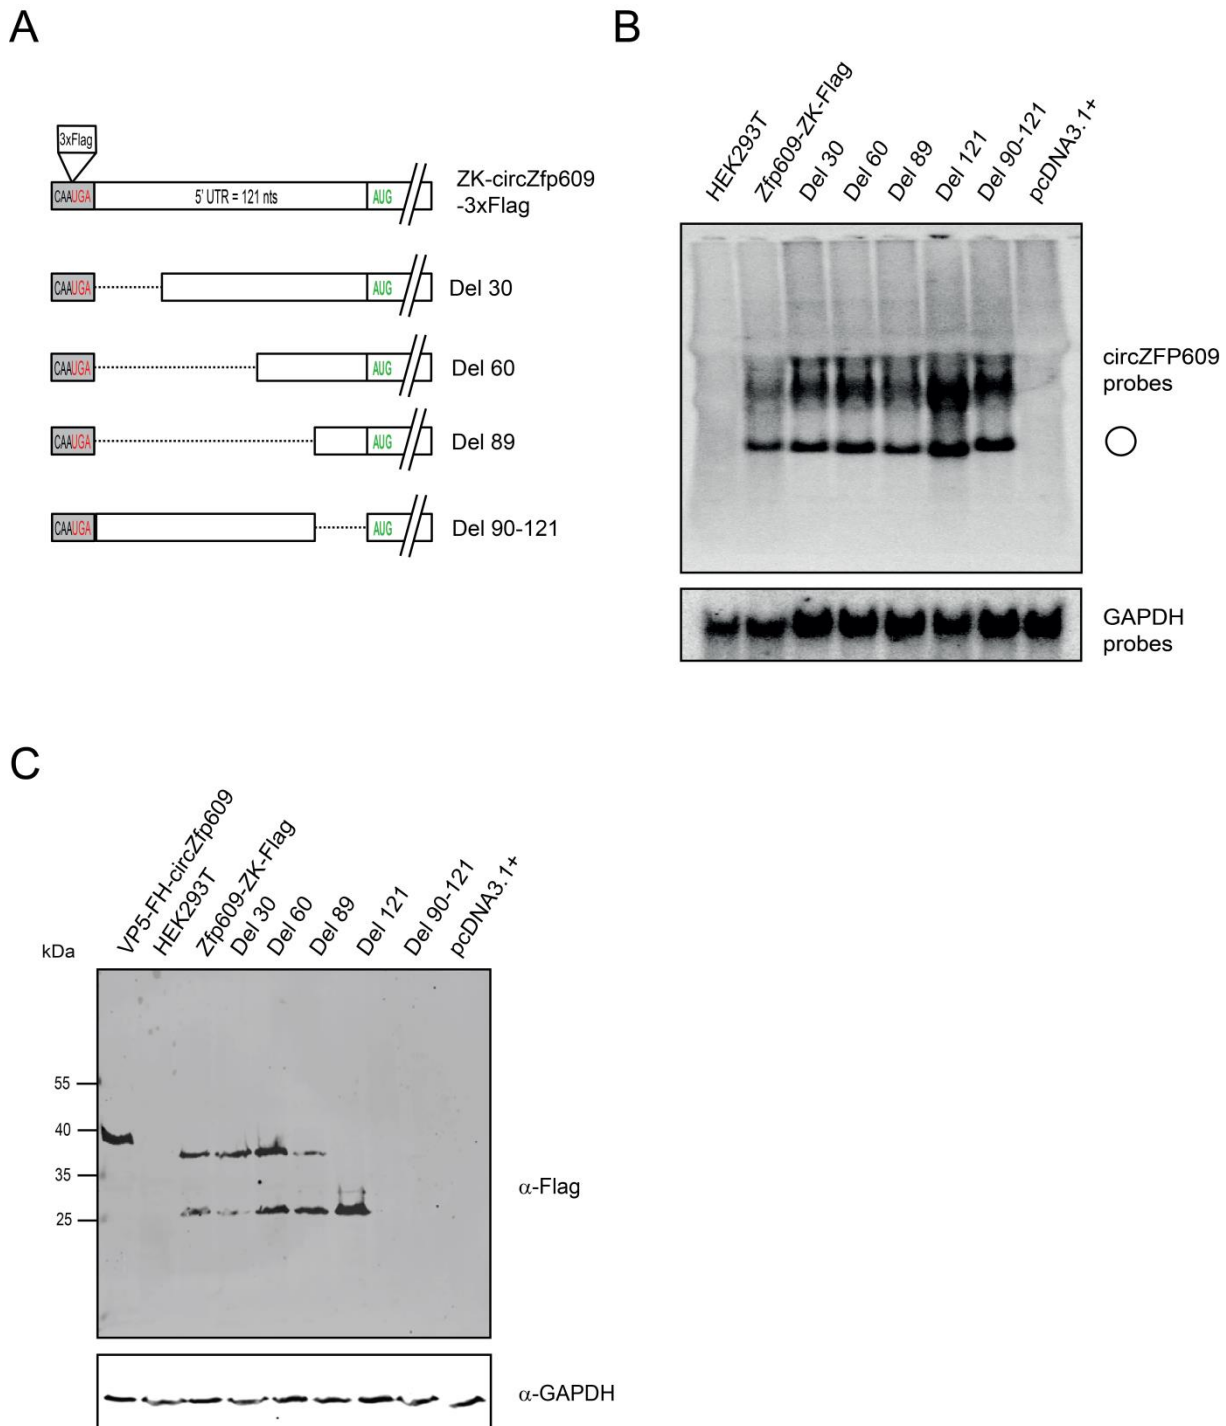 A
3xFlag
CAAUGA
5' UTR = 121 nts
AUG
ZK-circZfp609
-3xFlag
CAAUGA
AUG
Del 30
CAAUGA
AUG
Del 60
CAAUGA
AUG
Del 89
CAAUGA
AUG
Del 90-121
B
HEK293T
Zfp609-ZK-Flag
Del 30
Del 60
Del 89
Del 121
Del 90-121
pcDNA3.1+
circZFP609
probes
GAPDH
probes
C
VP5-FH-circZfp609
HEK293T
Zfp609-ZK-Flag
Del 30
Del 60
Del 89
Del 121
Del 90-121
pcDNA3.1+
kDa
55
40
35
25
α-Flag
α-GAPDH